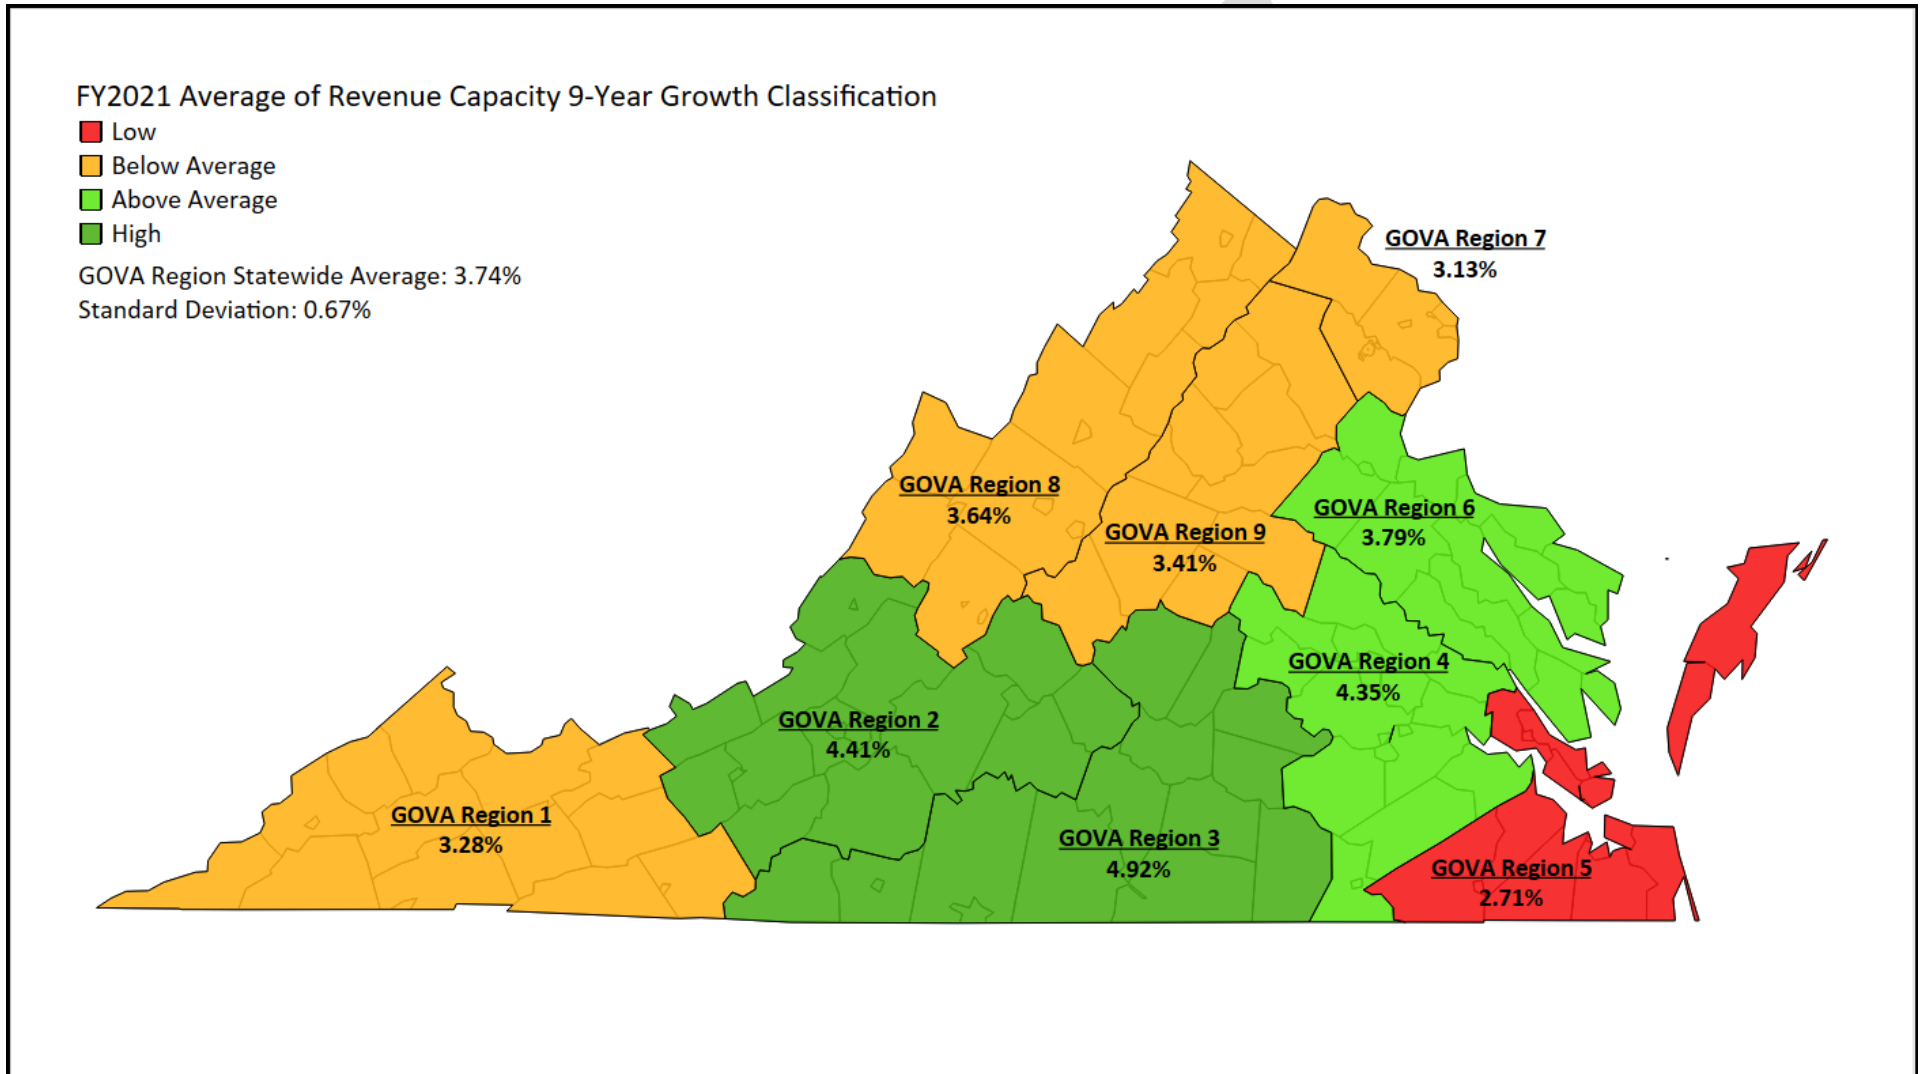 FY2021 Average of Revenue Capacity 9-Year Growth Classification
Low
Below Average
Above Average
High
GOVA Region Statewide Average: 3.74%
Standard Deviation: 0.67%
GOVA Region 7
3.13%
GOVA Region 8
3.64%
GOVA Region 6
3.79%
GOVA Region 9
3.41%
GOVA Region 4
4.35%
GOVA Region 2
4.41%
GOVA Region 1
3.28%
GOVA Region 3
4.92%
GOVA Region 5
2.71%